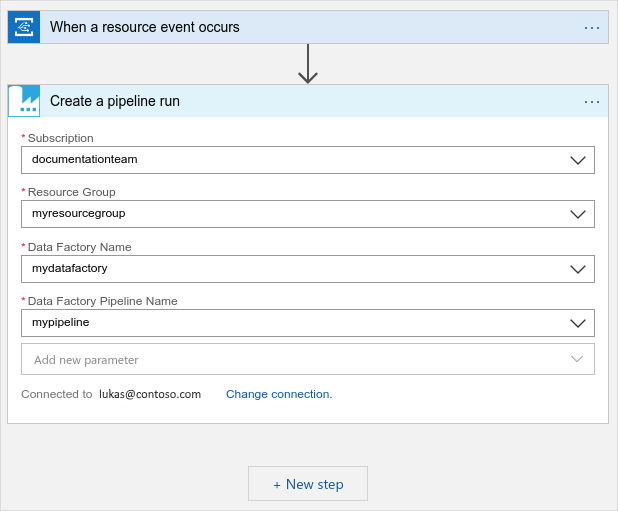 When a resource event occurs ...
Create a pipeline run ...
* Subscription
documentationteam
* Resource Group
myresourcegroup
* Data Factory Name
mydatafactory
* Data Factory Pipeline Name
mypipeline
Add new parameter
Connected to lukas@contoso.com Change connection.
+ New step